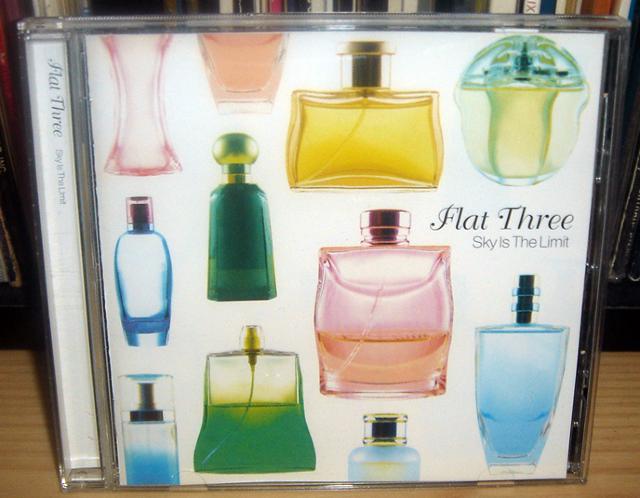 Flat Three
Sky Is The Limit
Flat Three
Sky Is The Limit